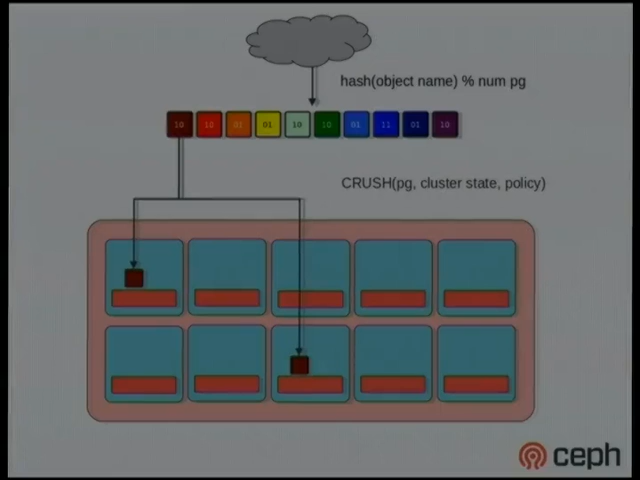 hash(object name) % num pg
10 10 01 01 10 10 01 11 01 10
CRUSH(pg, cluster state, policy)
ceph